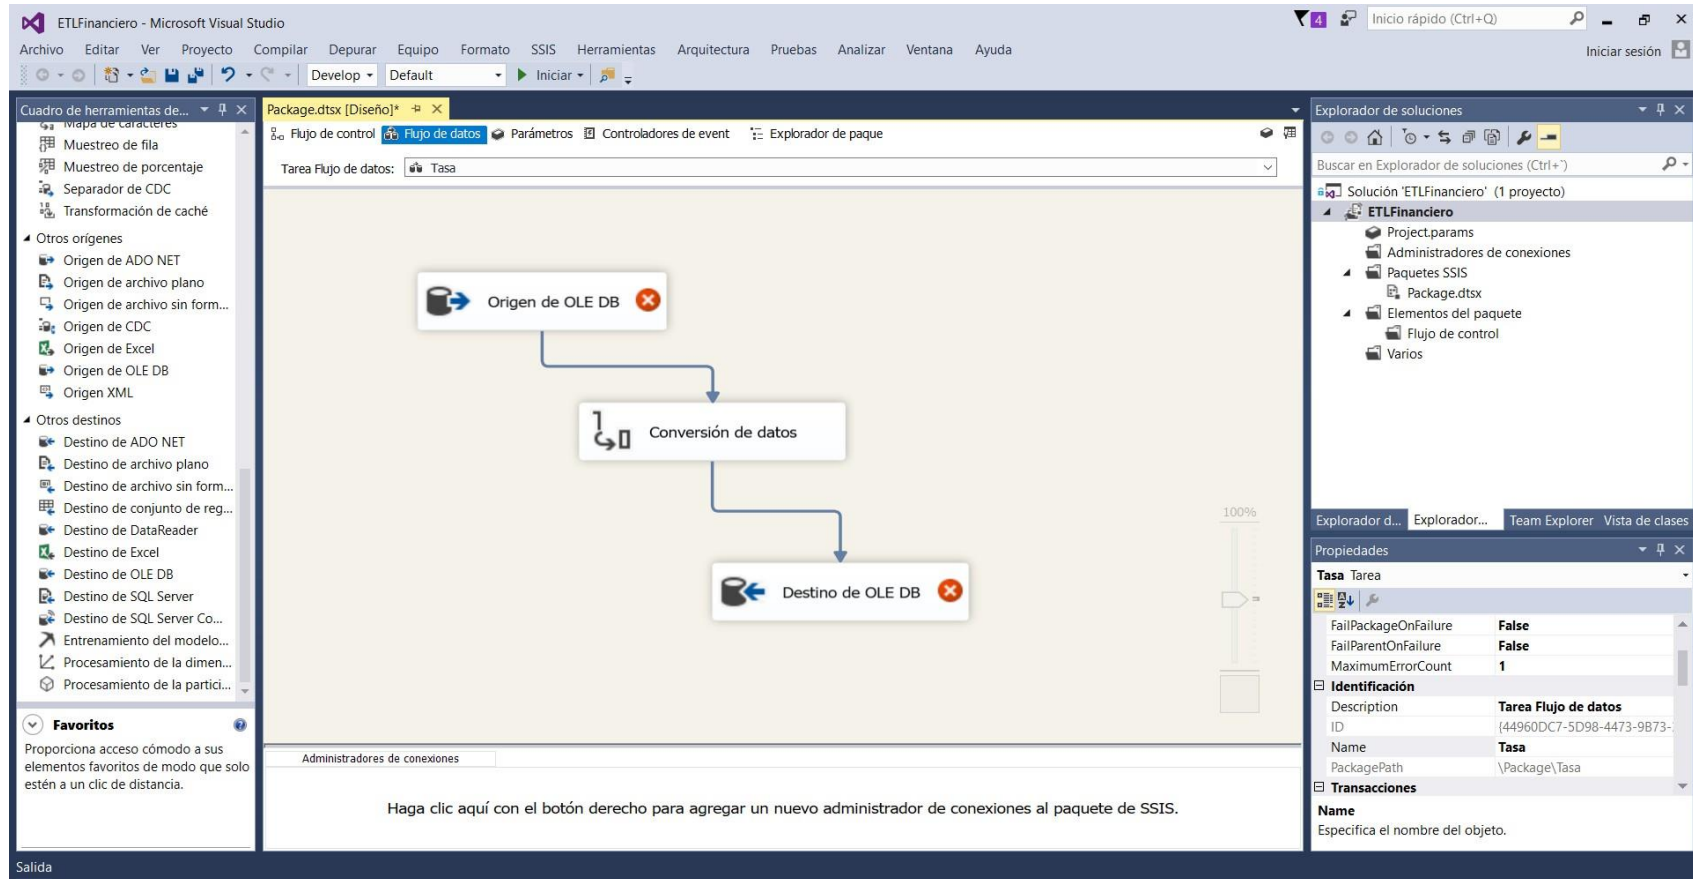 ETLFinanciero - Microsoft Visual Studio
4
Inicio rápido (Ctrl+Q)
Archivo Editar Ver Proyecto Compilar Depurar Equipo Formato SSIS Herramientas Arquitectura Pruebas Analizar Ventana Ayuda
Iniciar sesión
Develop Default Iniciar
Cuadro de herramientas de...
Mapa de caracteres
Muestreo de fila
Muestreo de porcentaje
Separador de CDC
Transformación de caché
Otros orígenes
Origen de ADO NET
Origen de archivo plano
Origen de archivo sin form...
Origen de CDC
Origen de Excel
Origen de OLE DB
Origen XML
Otros destinos
Destino de ADO NET
Destino de archivo plano
Destino de archivo sin form...
Destino de conjunto de reg...
Destino de DataReader
Destino de Excel
Destino de OLE DB
Destino de SQL Server
Destino de SQL Server Co...
Entrenamiento del modelo...
Procesamiento de la dimen...
Procesamiento de la partici...
Favoritos
Proporciona acceso cómodo a sus
elementos favoritos de modo que solo
estén a un clic de distancia.
Package.dtsx [Diseño]*
Flujo de control Flujo de datos Parámetros Controladores de event Explorador de paque
Tarea Flujo de datos: Tasa
Origen de OLE DB
Conversión de datos
Destino de OLE DB
100%
Administradores de conexiones
Haga clic aquí con el botón derecho para agregar un nuevo administrador de conexiones al paquete de SSIS.
Explorador de soluciones
Buscar en Explorador de soluciones (Ctrl+¨)
Solución 'ETLFinanciero' (1 proyecto)
ETLFinanciero
Project.params
Administradores de conexiones
Paquetes SSIS
Package.dtsx
Elementos del paquete
Flujo de control
Varios
Explorador d... Explorador... Team Explorer Vista de clases
Propiedades
Tasa Tarea
FailPackageOnFailure False
FailParentOnFailure False
MaximumErrorCount 1
Identificación
Description Tarea Flujo de datos
ID {44960DC7-5D98-4473-9B73-
Name Tasa
PackagePath \Package\Tasa
Transacciones
Name
Especifica el nombre del objeto.
Salida